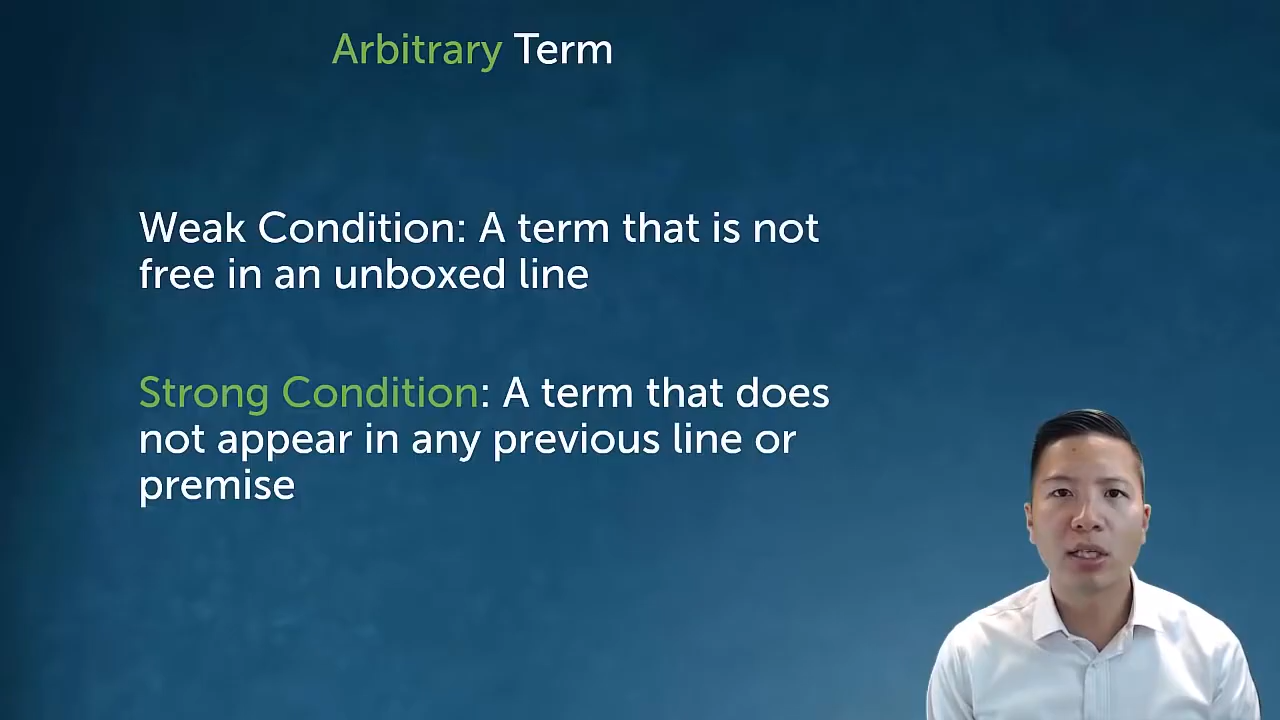 Arbitrary Term
Weak Condition: A term that is not
free in an unboxed line
Strong Condition: A term that does
not appear in any previous line or
premise